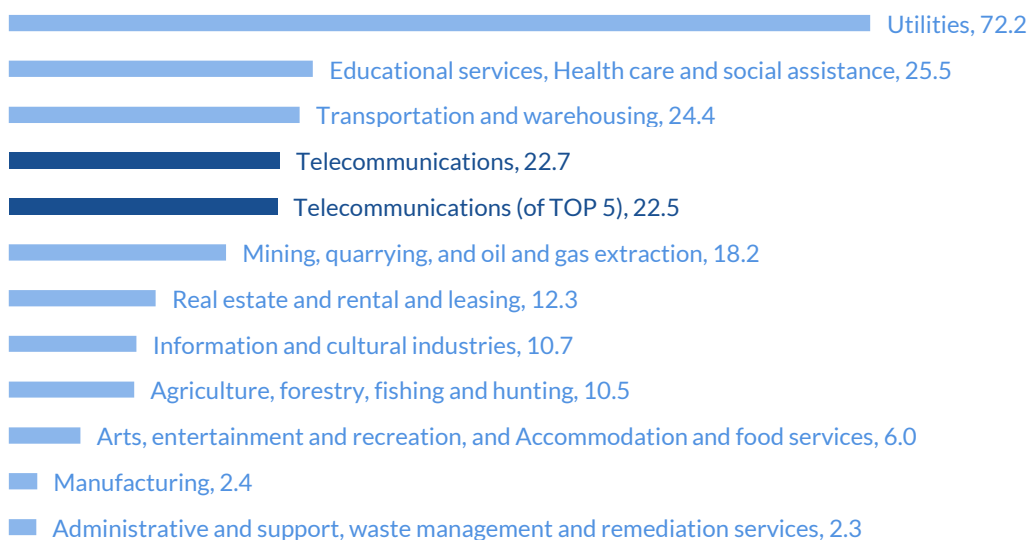 Utilities, 72.2
Educational services, Health care and social assistance, 25.5
Transportation and warehousing, 24.4
Telecommunications, 22.7
Telecommunications (of TOP 5), 22.5
Mining, quarrying, and oil and gas extraction, 18.2
Real estate and rental and leasing, 12.3
Information and cultural industries, 10.7
Agriculture, forestry, fishing and hunting, 10.5
Arts, entertainment and recreation, and Accommodation and food services, 6.0
Manufacturing, 2.4
Administrative and support, waste management and remediation services, 2.3